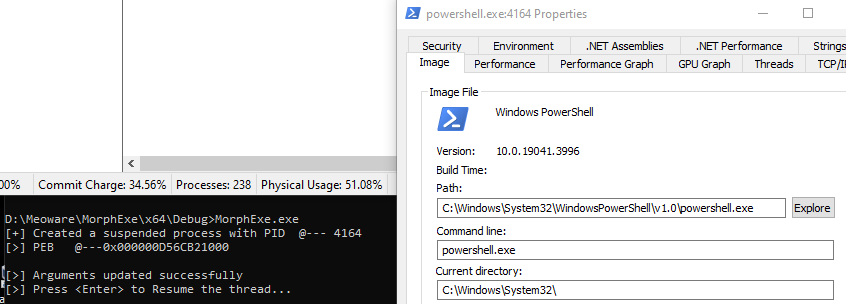 powershell.exe:4164 Properties
Security Environment .NET Assemblies .NET Performance Strings
Image Performance Performance Graph GPU Graph Threads
Image File
Windows PowerShell
Version: 10.0.19041.3996
Build Time:
Path:
C:\Windows\System32\WindowsPowerShell\v1.0\powershell.exe Explore
Command line:
powershell.exe
Current directory:
C:\Windows\System32\
00% Commit Charge: 34.56% Processes: 238 Physical Usage: 51.08%
D:\Meoware\MorphExe\x64\Debug>MorphExe.exe
[+] Created a suspended process with PID @--- 4164
[>] PEB @---0x000000D56CB21000
[>] Arguments updated successfully
[>] Press <Enter> to Resume the thread...